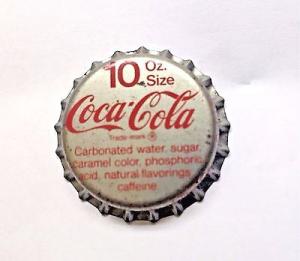 10 Oz.
Size
Coca-Cola
Trade-mark ®
Carbonated water, sugar,
caramel color, phosphoric
acid, natural flavorings
caffeine